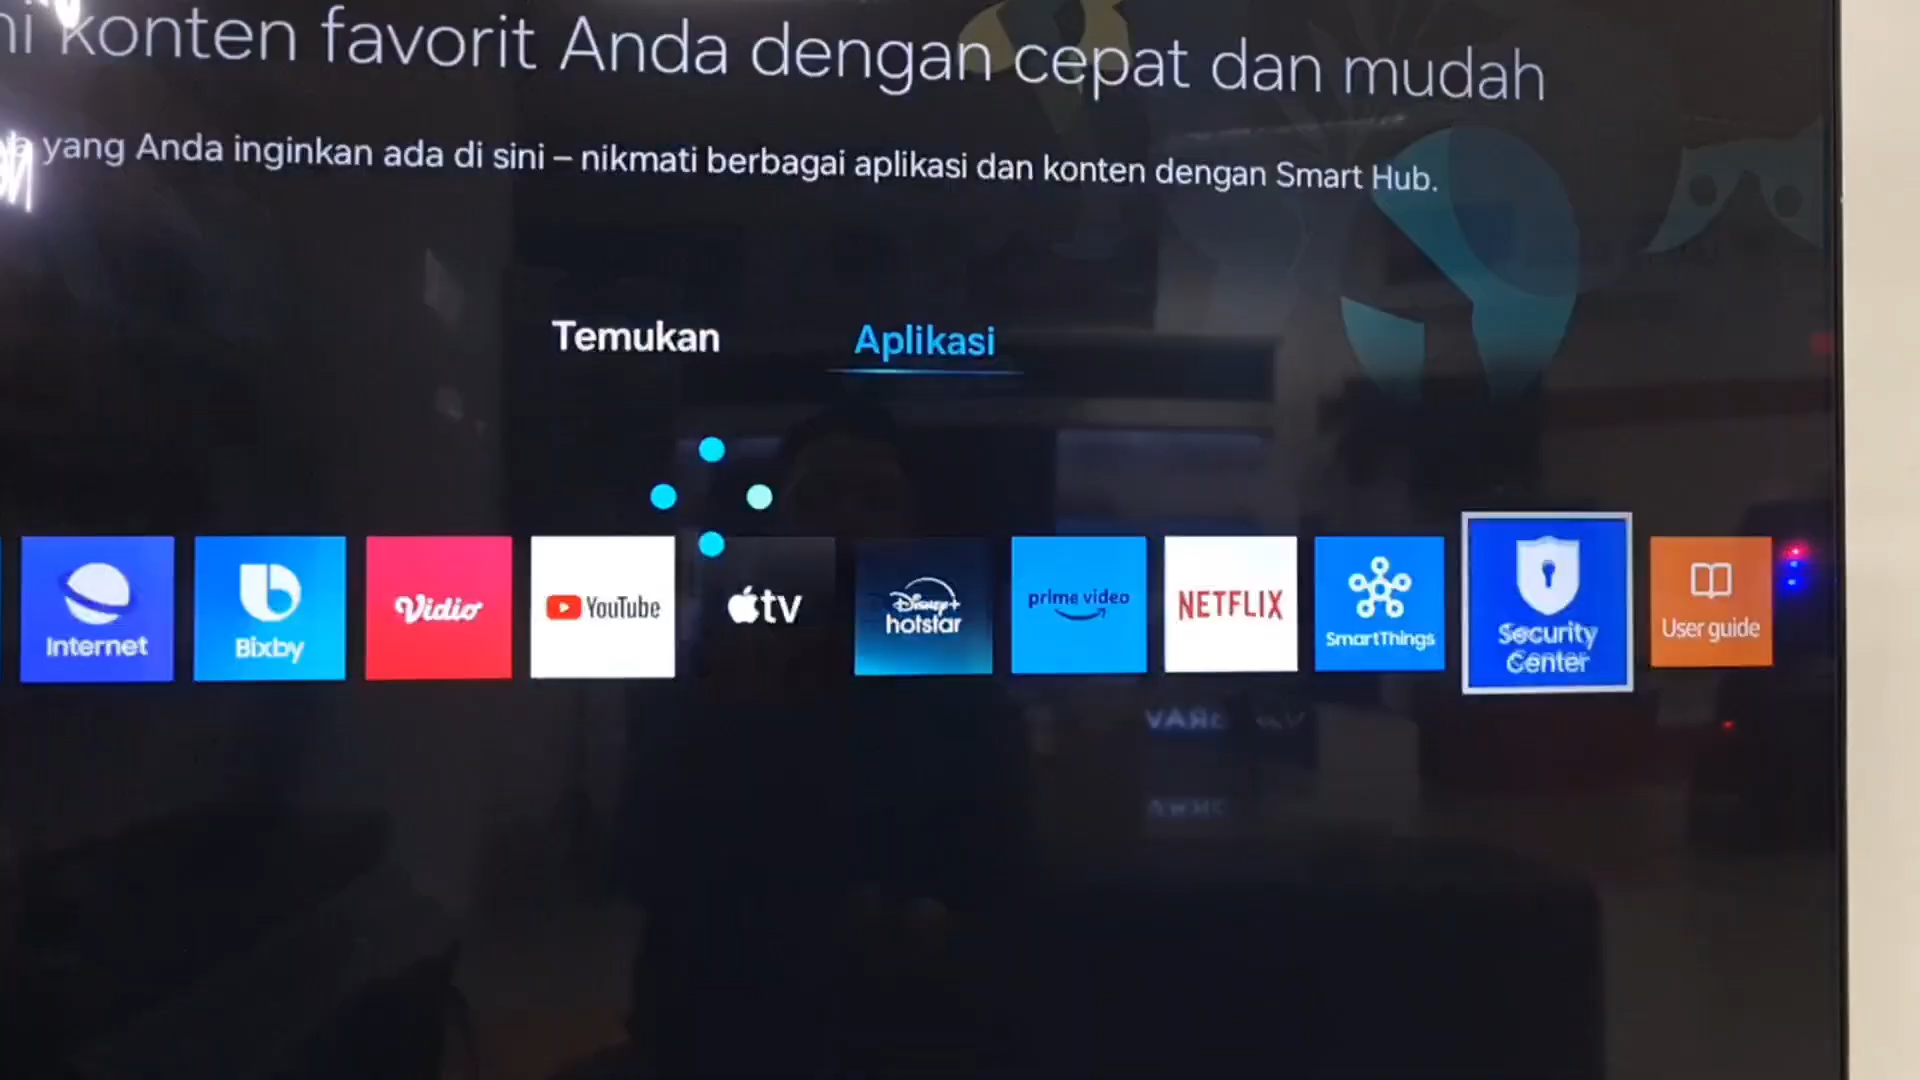 konten favorit Anda dengan cepat dan mudah
yang Anda inginkan ada di sini – nikmati berbagai aplikasi dan konten dengan Smart Hub.
Temukan
Aplikasi
Internet
Bixby
Vidio
YouTube
tv
Disney+
hotstar
prime video
NETFLIX
SmartThings
Security
Center
User guide